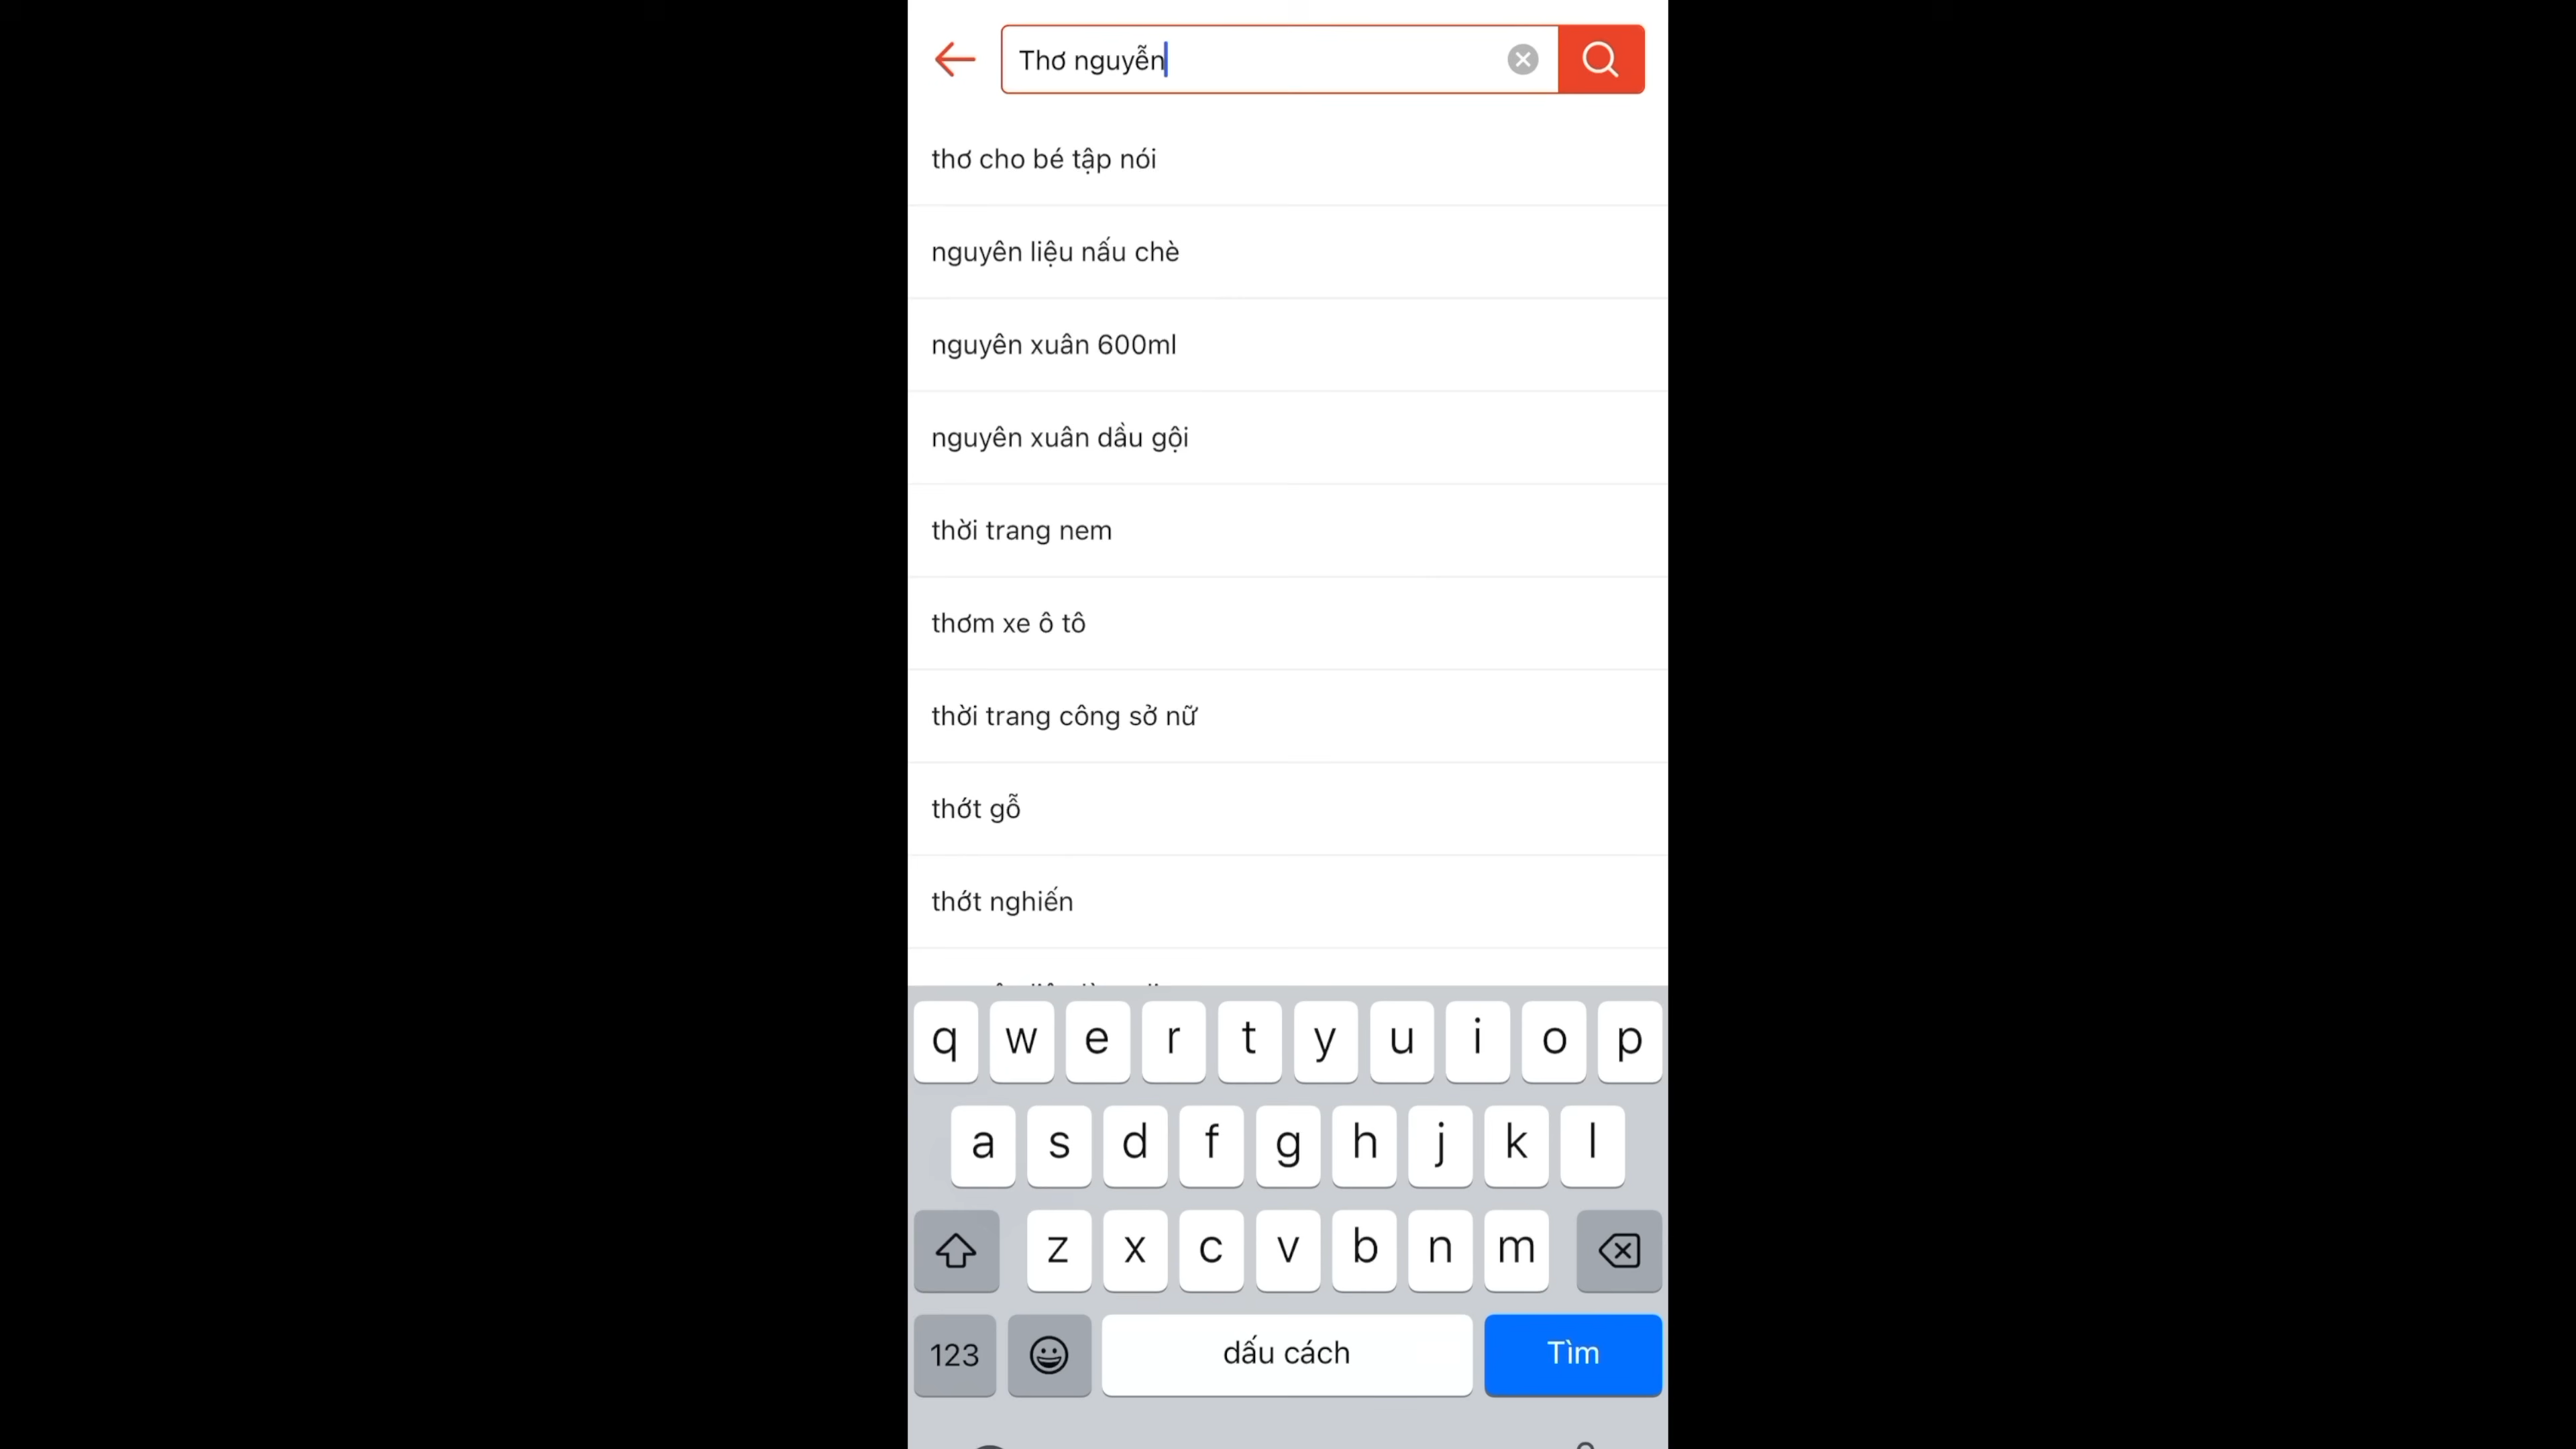 Thơ nguyễn
thơ cho bé tập nói
nguyên liệu nấu chè
nguyên xuân 600ml
nguyên xuân dầu gội
thời trang nem
thơm xe ô tô
thời trang công sở nữ
thớt gỗ
thớt nghiến
q w e r t y u i o p
a s d f g h j k l
z x c v b n m
123 dấu cách Tìm